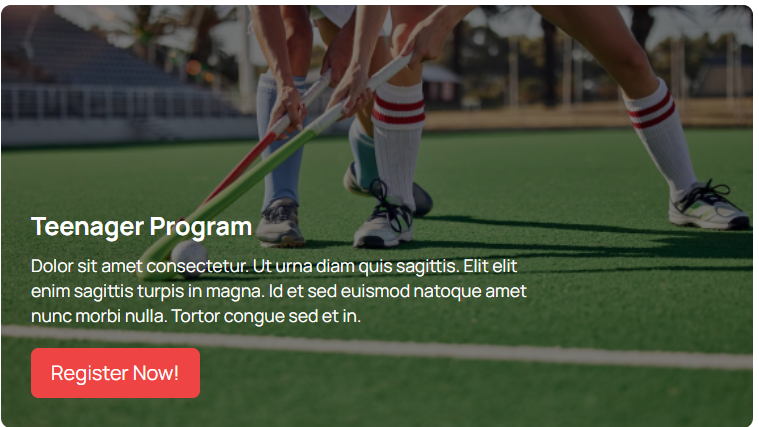 Teenager Program
Dolor sit amet consectetur. Ut urna diam quis sagittis. Elit elit
enim sagittis turpis in magna. Id et sed euismod natoque amet
nunc morbi nulla. Tortor congue sed et in.
Register Now!